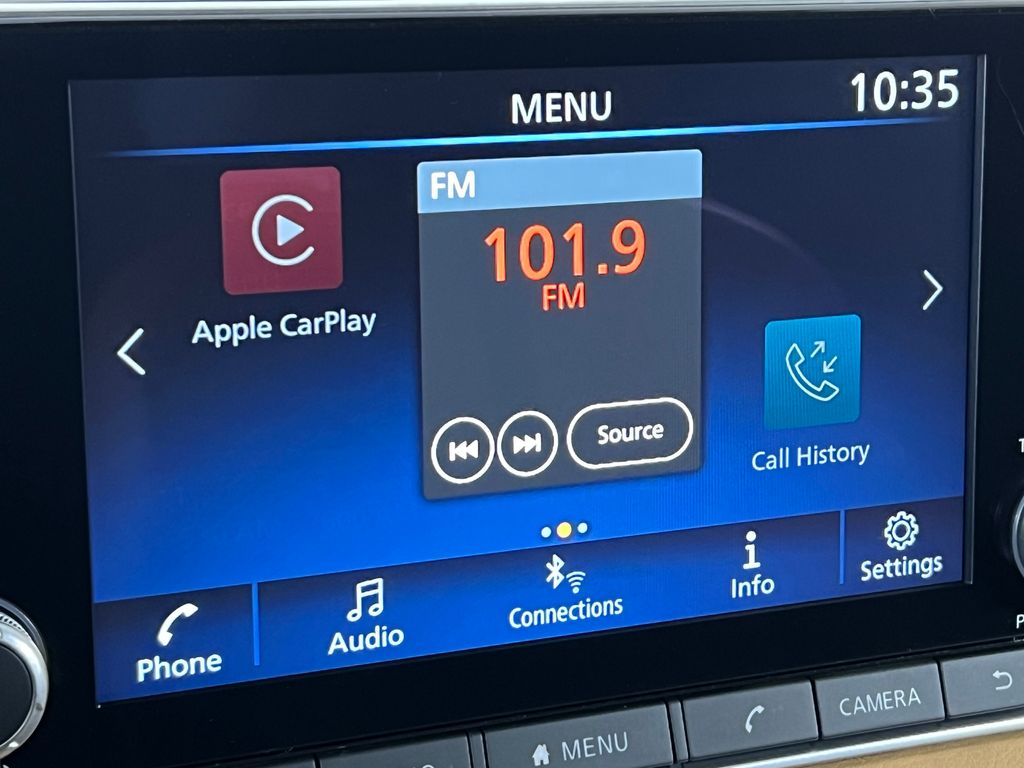 MENU
10:35
FM
101.9
FM
Apple CarPlay
Source
Call History
Phone
Audio
Connections
Info
Settings
MENU
CAMERA